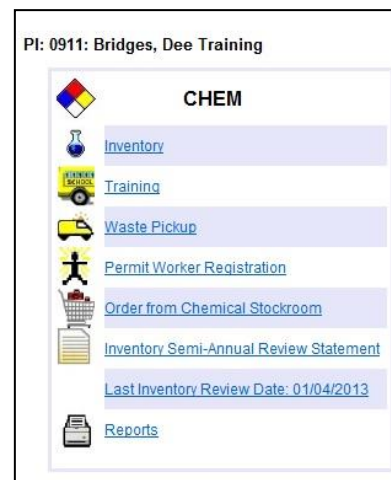 PI: 0911: Bridges, Dee Training
CHEM
Inventory
SCHOOL
Training
Waste Pickup
Permit Worker Registration
Order from Chemical Stockroom
Inventory Semi-Annual Review Statement
Last Inventory Review Date: 01/04/2013
Reports